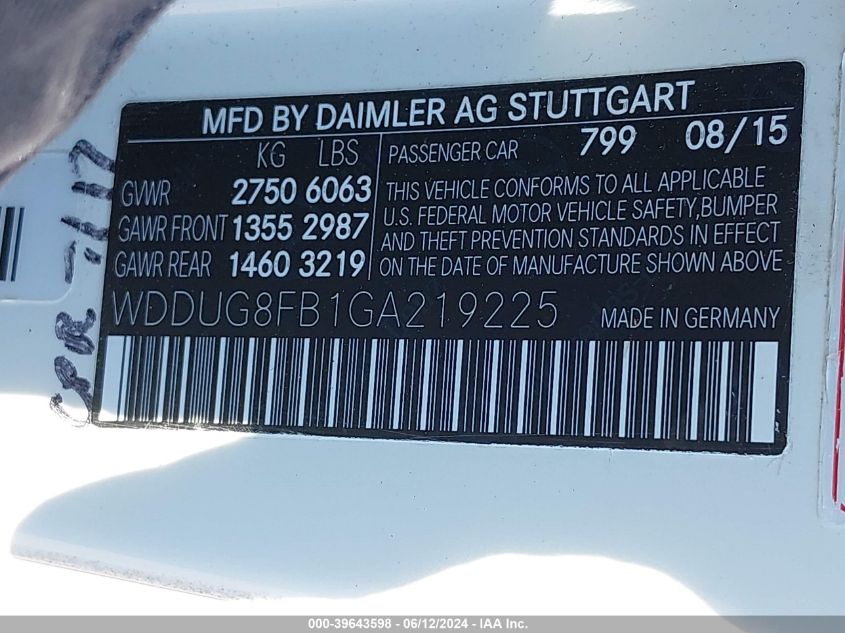 MFD BY DAIMLER AG STUTTGART
KG LBS
GVWR 2750 6063
GAWR FRONT 1355 2987
GAWR REAR 1460 3219
PASSENGER CAR 799 08/15
THIS VEHICLE CONFORMS TO ALL APPLICABLE
U.S. FEDERAL MOTOR VEHICLE SAFETY,BUMPER
AND THEFT PREVENTION STANDARDS IN EFFECT
ON THE DATE OF MANUFACTURE SHOWN ABOVE
WDDUG8FB1GA219225 MADE IN GERMANY
000-39643598 - 06/12/2024 - IAA Inc.